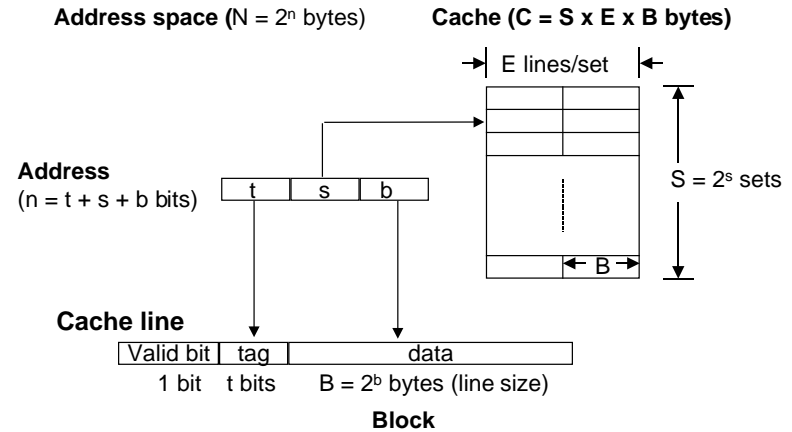 Address space (N = 2ⁿ bytes)
Cache (C = S x E x B bytes)
E lines/set
Address
(n = t + s + b bits)
t s b
S = 2ˢ sets
B
Cache line
Valid bit tag data
1 bit t bits B = 2ᵇ bytes (line size)
Block